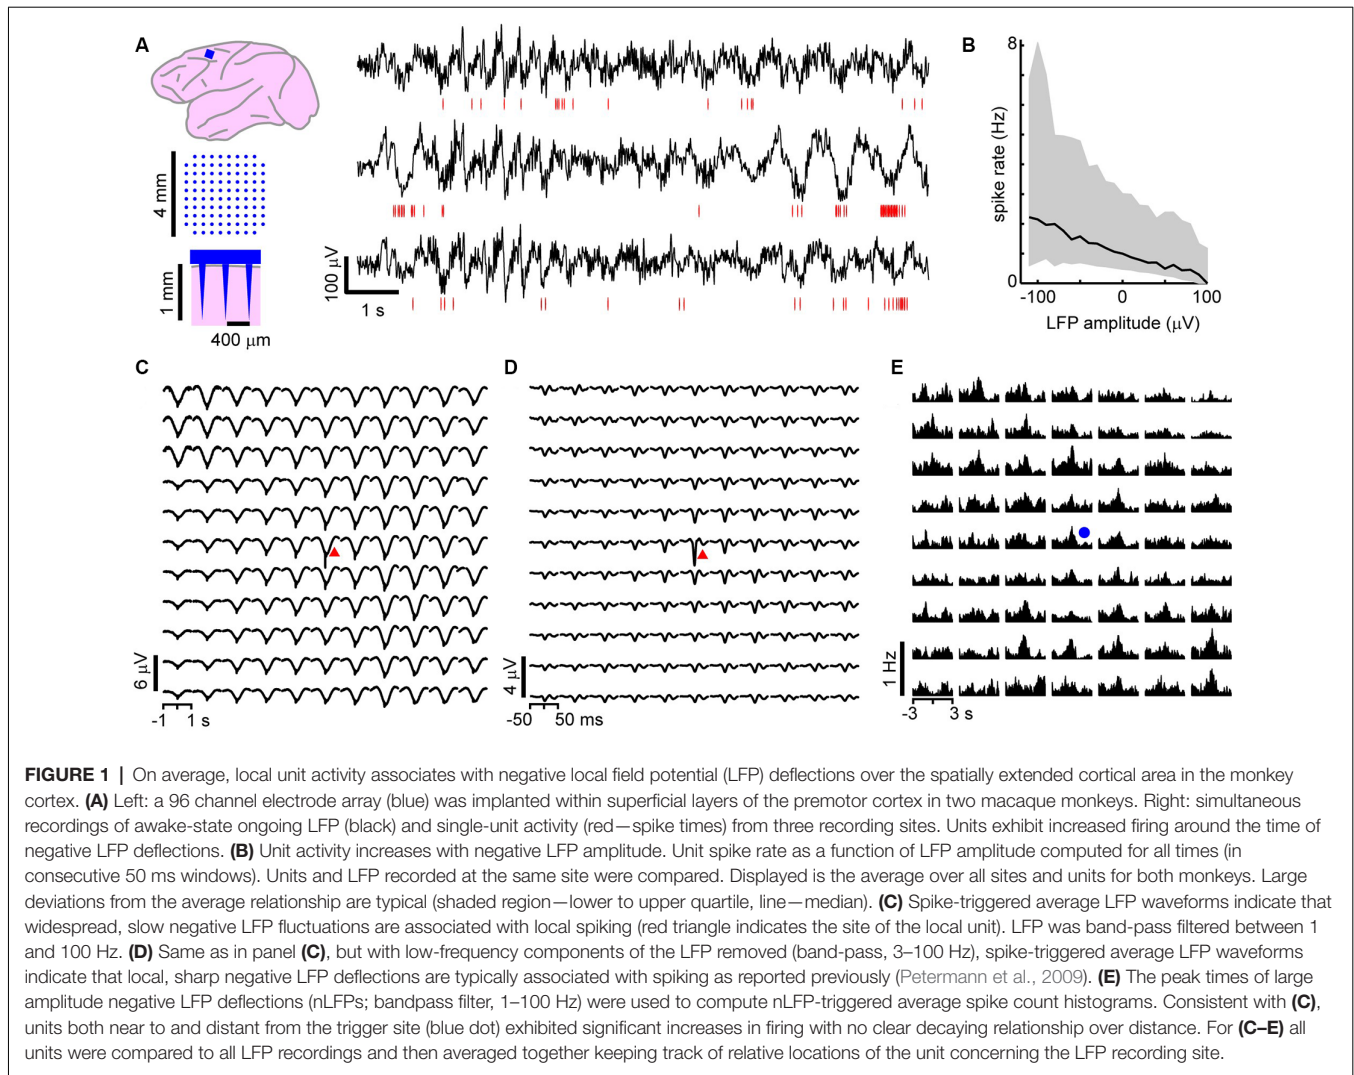 A
4 mm
1 mm
400 μm
100 μV
1 s
B
8
spike rate (Hz)
0
-100
0
100
LFP amplitude (μV)
C
6 μV
-1
1 s
D
4 μV
-50
50 ms
E
1 Hz
-3
3 s
FIGURE 1 | On average, local unit activity associates with negative local field potential (LFP) deflections over the spatially extended cortical area in the monkey
cortex. (A) Left: a 96 channel electrode array (blue) was implanted within superficial layers of the premotor cortex in two macaque monkeys. Right: simultaneous
recordings of awake-state ongoing LFP (black) and single-unit activity (red—spike times) from three recording sites. Units exhibit increased firing around the time of
negative LFP deflections. (B) Unit activity increases with negative LFP amplitude. Unit spike rate as a function of LFP amplitude computed for all times (in
consecutive 50 ms windows). Units and LFP recorded at the same site were compared. Displayed is the average over all sites and units for both monkeys. Large
deviations from the average relationship are typical (shaded region—lower to upper quartile, line—median). (C) Spike-triggered average LFP waveforms indicate that
widespread, slow negative LFP fluctuations are associated with local spiking (red triangle indicates the site of the local unit). LFP was band-pass filtered between 1
and 100 Hz. (D) Same as in panel (C), but with low-frequency components of the LFP removed (band-pass, 3–100 Hz), spike-triggered average LFP waveforms
indicate that local, sharp negative LFP deflections are typically associated with spiking as reported previously (Petermann et al., 2009). (E) The peak times of large
amplitude negative LFP deflections (nLFPs; bandpass filter, 1–100 Hz) were used to compute nLFP-triggered average spike count histograms. Consistent with (C),
units both near to and distant from the trigger site (blue dot) exhibited significant increases in firing with no clear decaying relationship over distance. For (C–E) all
units were compared to all LFP recordings and then averaged together keeping track of relative locations of the unit concerning the LFP recording site.